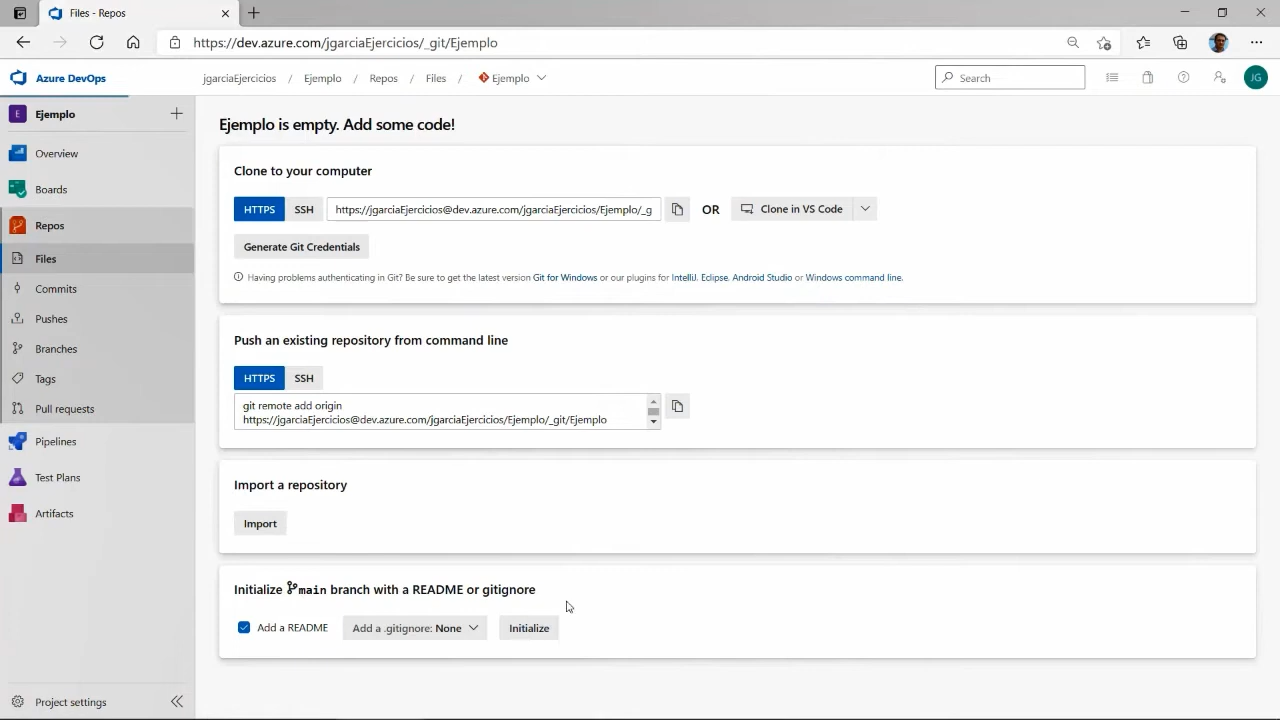 Files - Repos
https://dev.azure.com/jgarciaEjercicios/_git/Ejemplo
Azure DevOps
jgarciaEjercicios / Ejemplo / Repos / Files / Ejemplo
Search
JG
E Ejemplo
Overview
Boards
Repos
Files
Commits
Pushes
Branches
Tags
Pull requests
Pipelines
Test Plans
Artifacts
Project settings
Ejemplo is empty. Add some code!
Clone to your computer
HTTPS SSH https://jgarciaEjercicios@dev.azure.com/jgarciaEjercicios/Ejemplo/_g OR Clone in VS Code
Generate Git Credentials
Having problems authenticating in Git? Be sure to get the latest version Git for Windows or our plugins for IntelliJ, Eclipse, Android Studio or Windows command line.
Push an existing repository from command line
HTTPS SSH
git remote add origin
https://jgarciaEjercicios@dev.azure.com/jgarciaEjercicios/Ejemplo/_git/Ejemplo
Import a repository
Import
Initialize main branch with a README or gitignore
Add a README Add a .gitignore: None Initialize